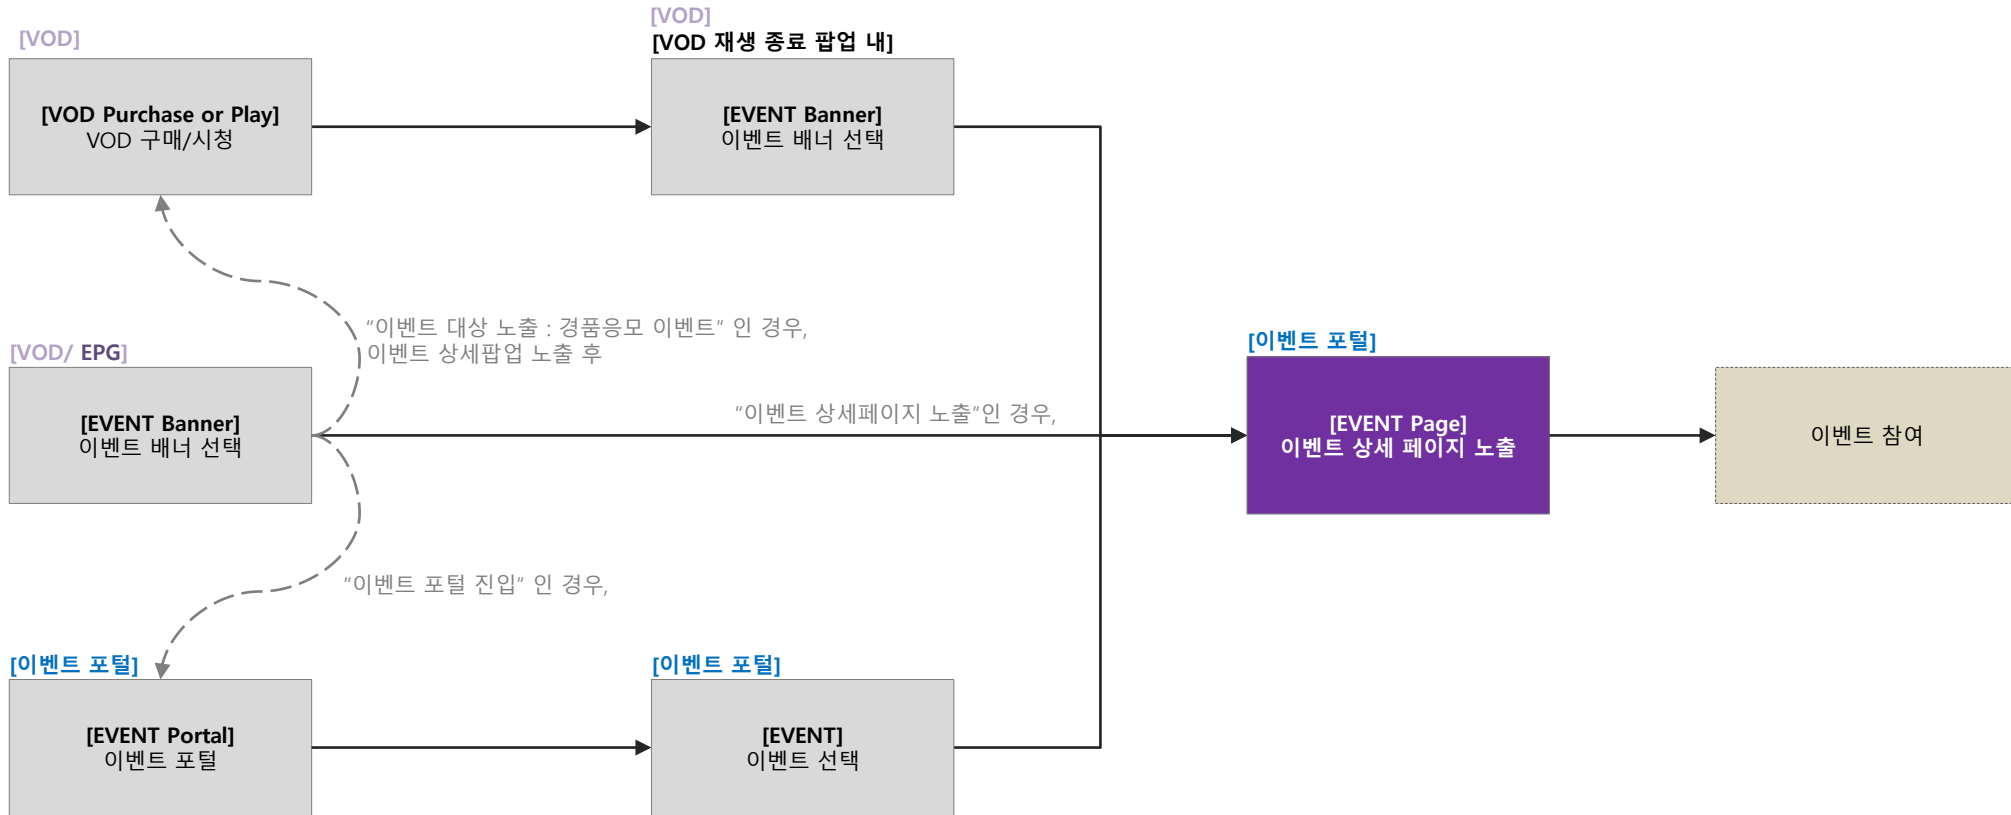 [VOD]
[VOD Purchase or Play]
VOD 구매/시청
[VOD]
[VOD 재생 종료 팝업 내]
[EVENT Banner]
이벤트 배너 선택
"이벤트 대상 노출 : 경품응모 이벤트" 인 경우,
이벤트 상세팝업 노출 후
[VOD/ EPG]
[EVENT Banner]
이벤트 배너 선택
"이벤트 상세페이지 노출"인 경우,
[이벤트 포털]
[EVENT Page]
이벤트 상세 페이지 노출
이벤트 참여
"이벤트 포털 진입" 인 경우,
[이벤트 포털]
[EVENT Portal]
이벤트 포털
[이벤트 포털]
[EVENT]
이벤트 선택